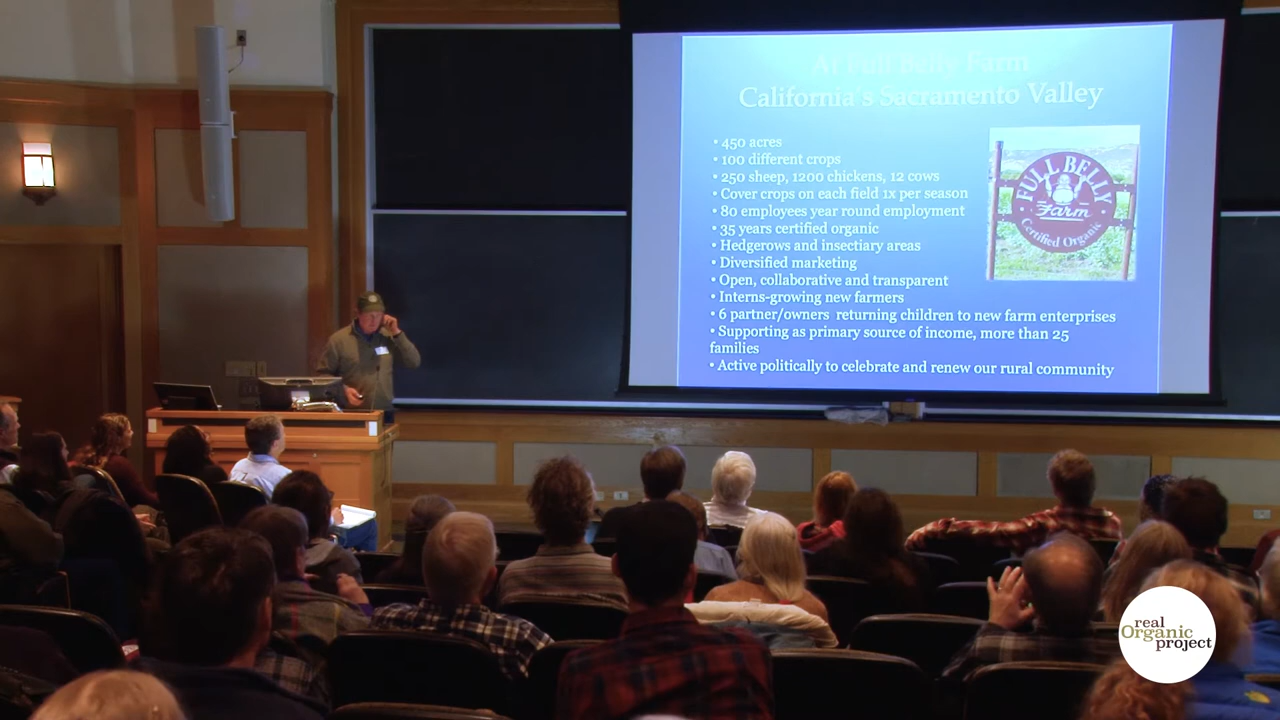 At Full Belly Farm
California's Sacramento Valley
• 450 acres
• 100 different crops
• 250 sheep, 1200 chickens, 12 cows
• Cover crops on each field 1x per season
• 80 employees year round employment
• 35 years certified organic
• Hedgerows and insectiary areas
• Diversified marketing
• Open, collaborative and transparent
• Interns-growing new farmers
• 6 partner/owners returning children to new farm enterprises
• Supporting as primary source of income, more than 25
families
• Active politically to celebrate and renew our rural community
FULL BELLY
Farm
Certified Organic
real
Organic
project